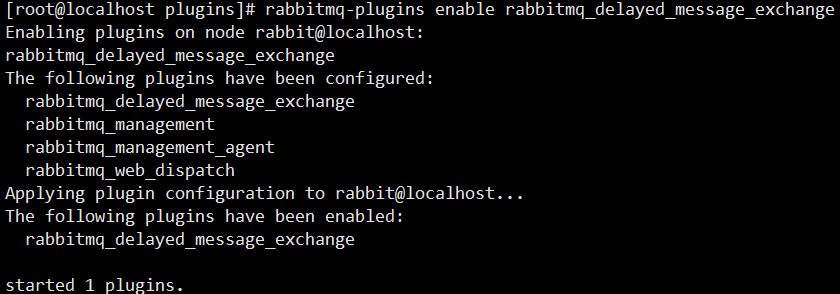 [root@localhost plugins]# rabbitmq-plugins enable rabbitmq_delayed_message_exchange
Enabling plugins on node rabbit@localhost:
rabbitmq_delayed_message_exchange
The following plugins have been configured:
  rabbitmq_delayed_message_exchange
  rabbitmq_management
  rabbitmq_management_agent
  rabbitmq_web_dispatch
Applying plugin configuration to rabbit@localhost...
The following plugins have been enabled:
  rabbitmq_delayed_message_exchange

started 1 plugins.